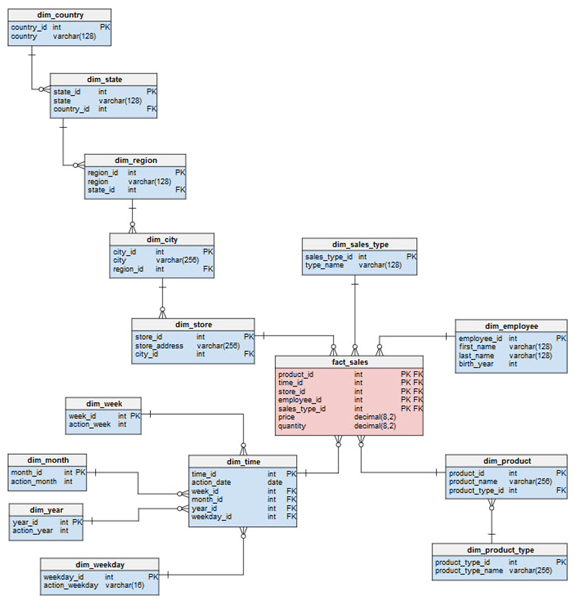 dim_country
country_id int PK
country varchar(128)
dim_state
state_id int PK
state varchar(128)
country_id int FK
dim_region
region_id int PK
region varchar(128)
state_id int FK
dim_city
city_id int PK
city varchar(256)
region_id int FK
dim_sales_type
sales_type_id int PK
type_name varchar(128)
dim_store
store_id int PK
store_address varchar(256)
city_id int FK
dim_employee
employee_id int PK
first_name varchar(128)
last_name varchar(128)
birth_year int
fact_sales
product_id int PK FK
time_id int PK FK
store_id int PK FK
employee_id int PK FK
sales_type_id int PK FK
price decimal(8,2)
quantity decimal(8,2)
dim_week
week_id int PK
action_week int
dim_month
month_id int PK
action_month int
dim_time
time_id int PK
action_date date
week_id int FK
month_id int FK
year_id int FK
weekday_id int FK
dim_product
product_id int PK
product_name varchar(256)
product_type_id int FK
dim_year
year_id int PK
action_year int
dim_weekday
weekday_id int PK
action_weekday varchar(16)
dim_product_type
product_type_id int PK
product_type_name varchar(256)